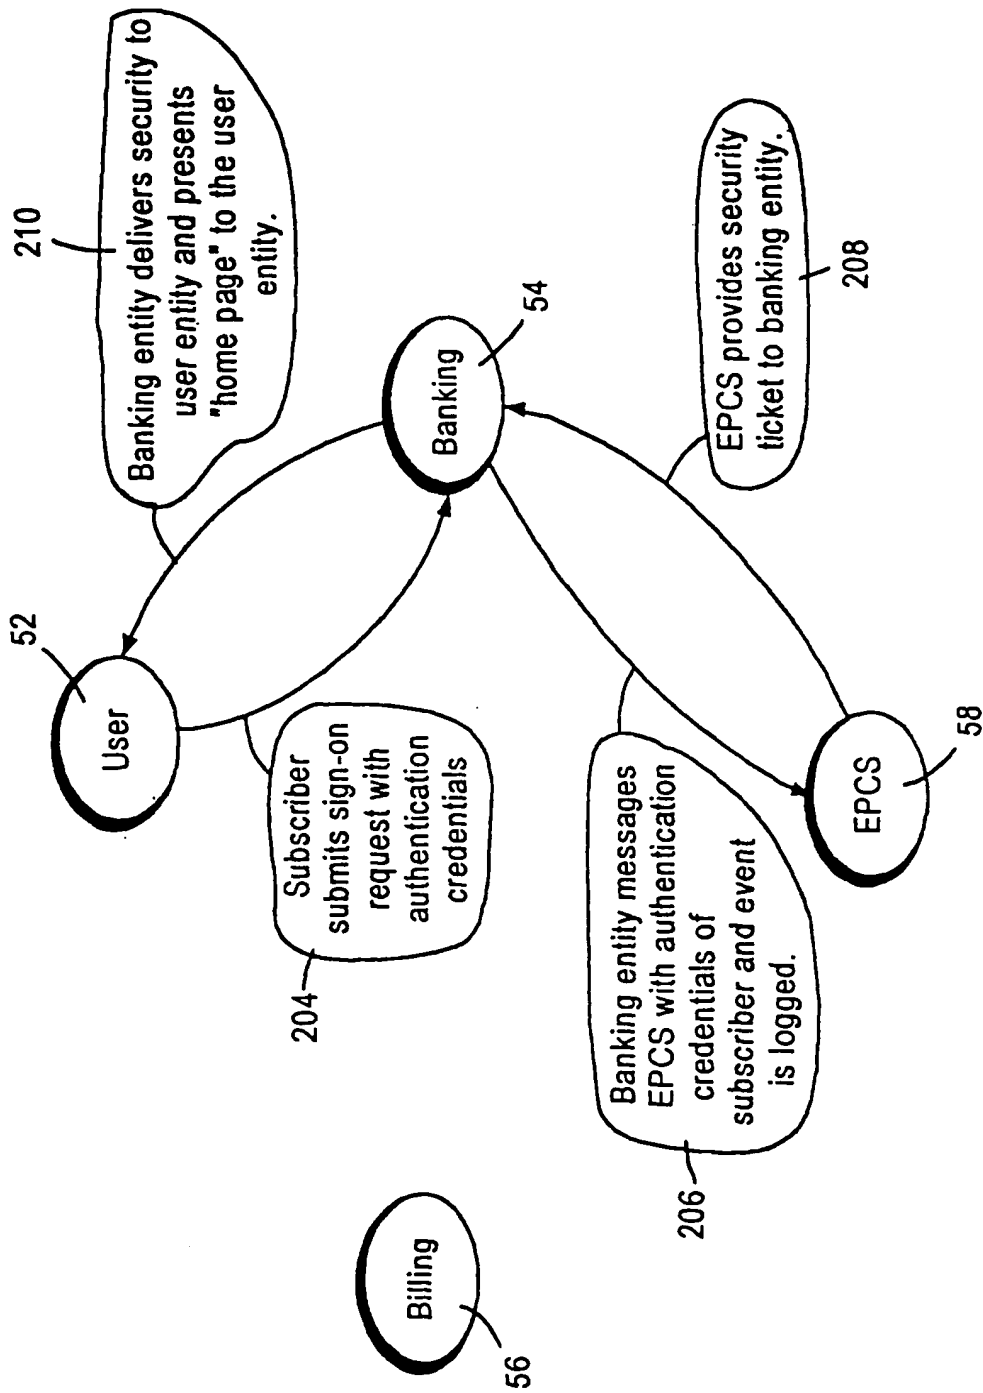 210
Banking entity delivers security to
user entity and presents
"home page" to the user
entity.
52
User
54
Banking
204
Subscriber
submits sign-on
request with
authentication
credentials
EPCS provides security
ticket to banking entity.
208
Banking entity messages
EPCS with authentication
credentials of
subscriber and event
is logged.
206
EPCS
58
Billing
56